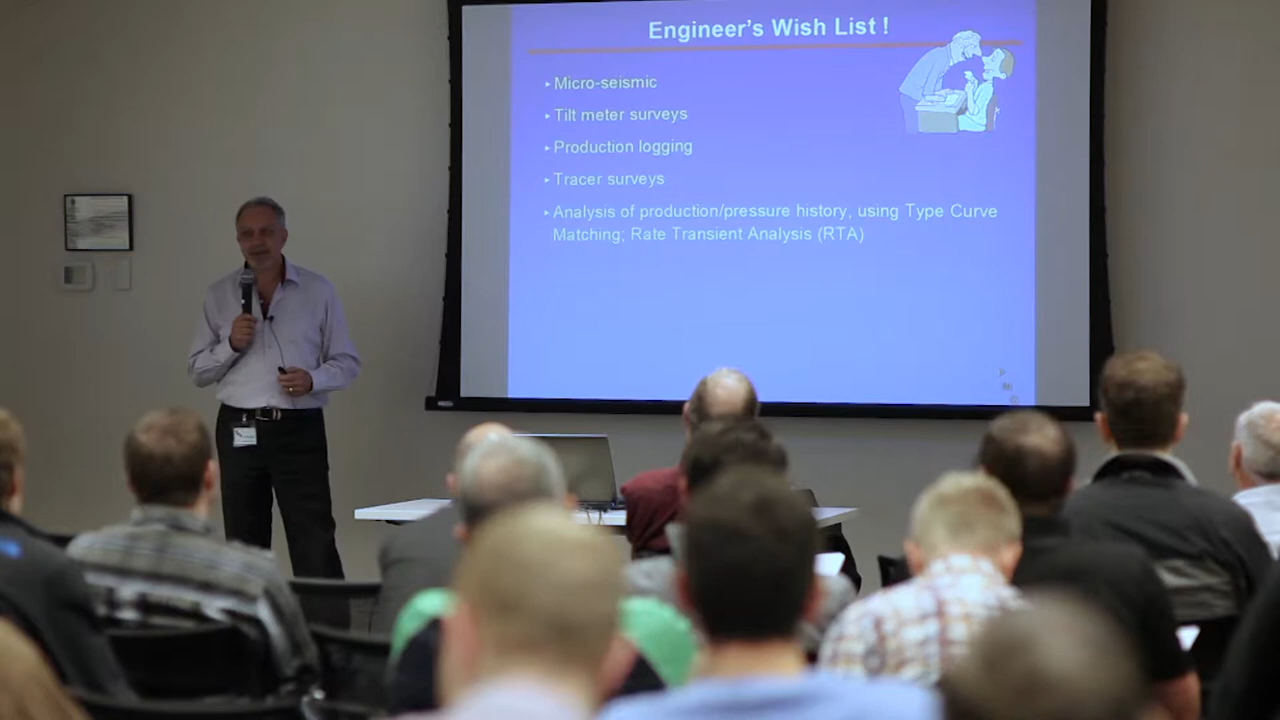 Engineer's Wish List !
▸ Micro-seismic
▸ Tilt meter surveys
▸ Production logging
▸ Tracer surveys
▸ Analysis of production/pressure history, using Type Curve
Matching; Rate Transient Analysis (RTA)